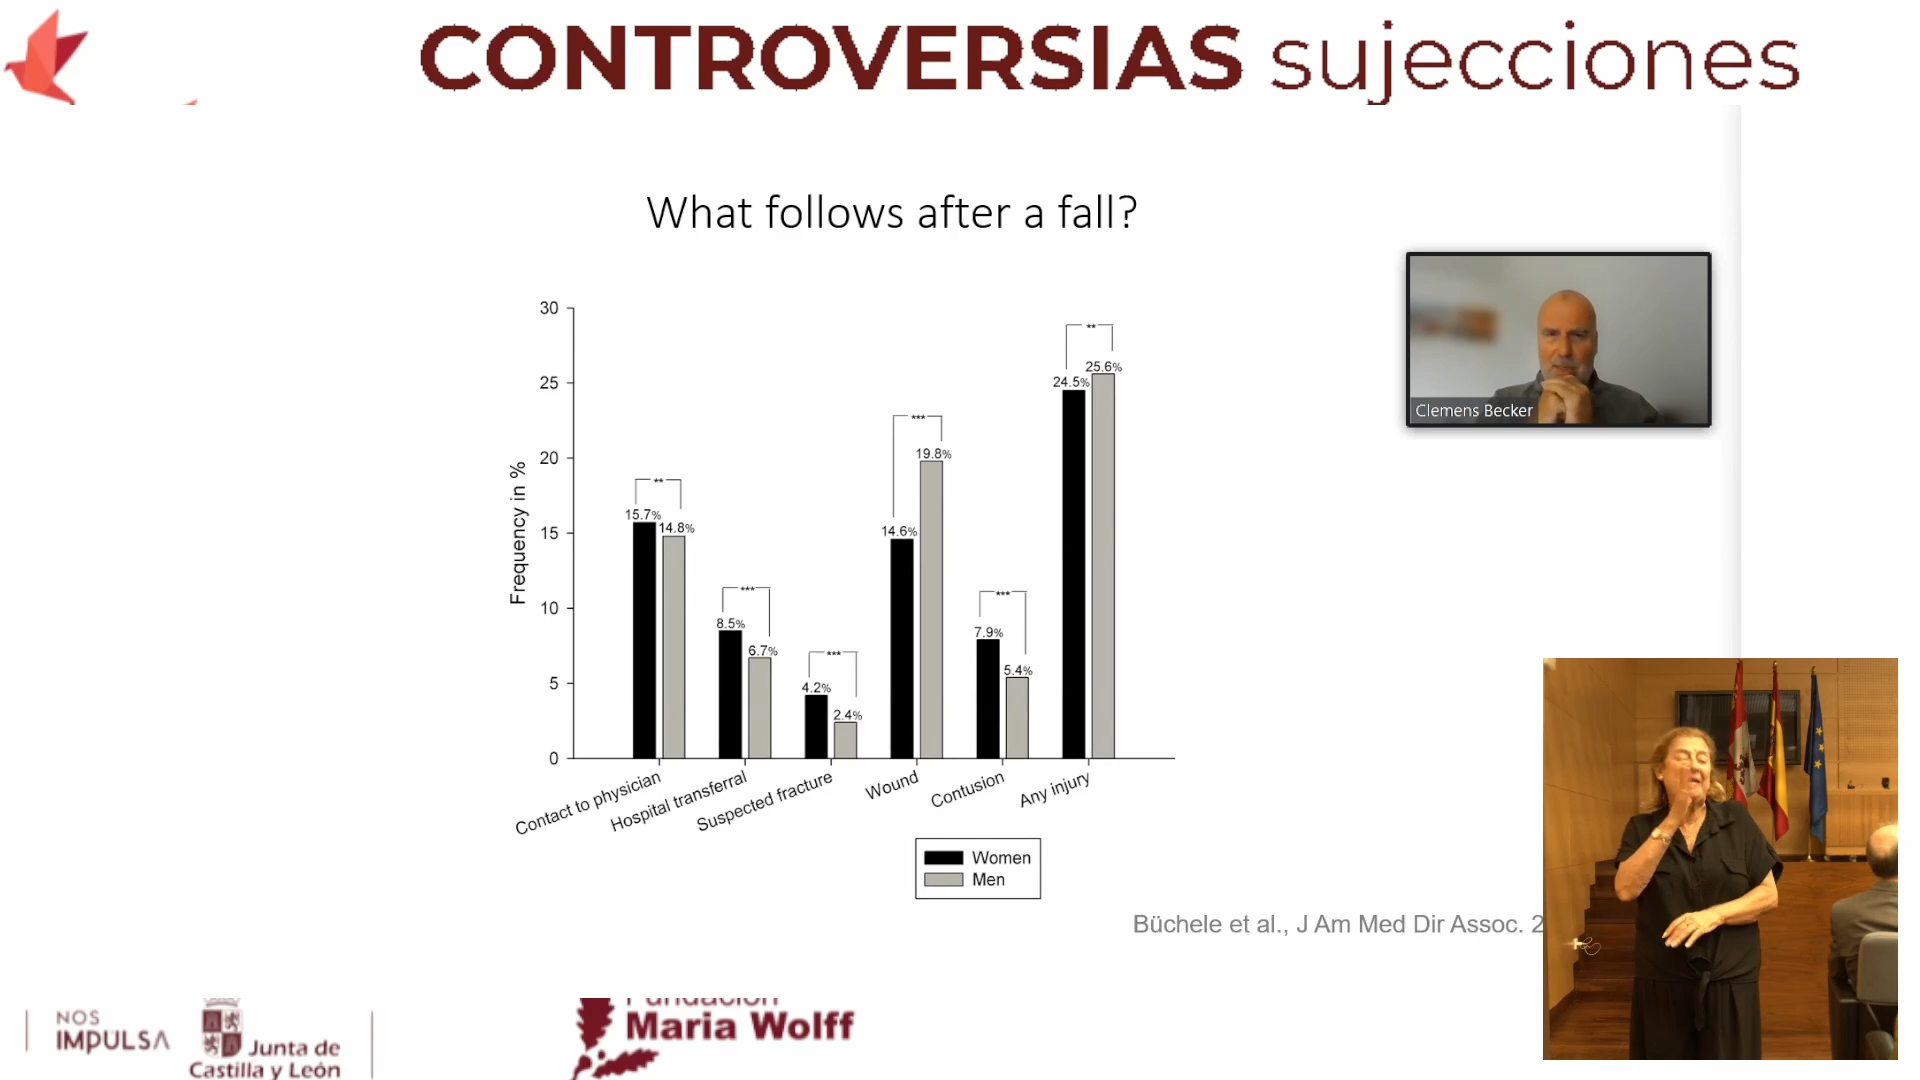 CONTROVERSIAS sujecciones
What follows after a fall?
Clemens Becker
Frequency in %
30
25
20
15
10
5
0
**
15.7%
14.8%
***
8.5%
6.7%
***
4.2%
2.4%
***
14.6%
19.8%
***
7.9%
5.4%
**
24.5%
25.6%
Contact to physician
Hospital transferral
Suspected fracture
Wound
Contusion
Any injury
Women
Men
Büchele et al., J Am Med Dir Assoc. 2
NOS
IMPULSA
Junta de
Castilla y León
Fundación
Maria Wolff